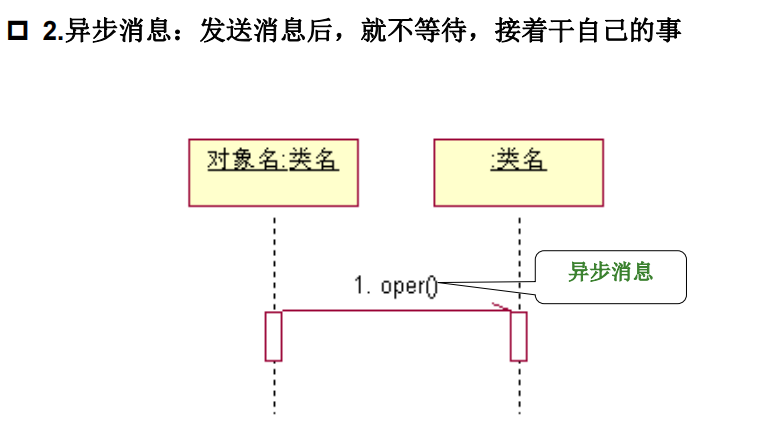 2.异步消息：发送消息后，就不等待，接着干自己的事
对象名:类名
:类名
异步消息
1. oper()